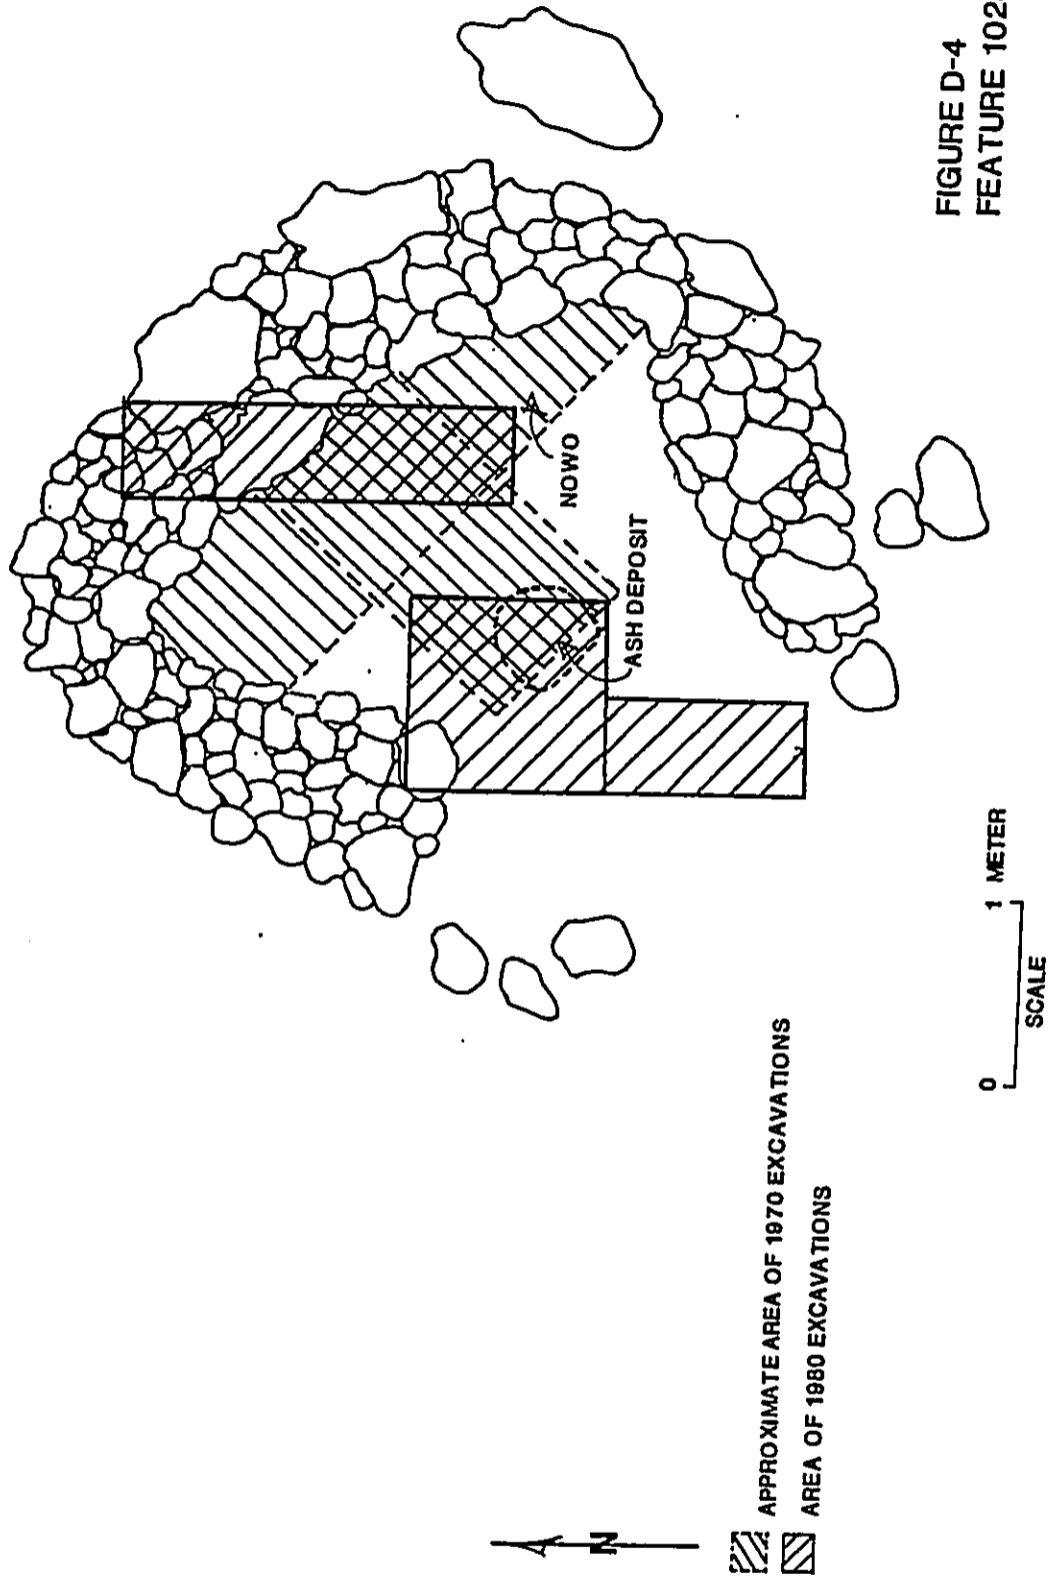 FIGURE D-4
FEATURE 102
NOWO
ASH DEPOSIT
N
APPROXIMATE AREA OF 1970 EXCAVATIONS
AREA OF 1980 EXCAVATIONS
0 1 METER
SCALE